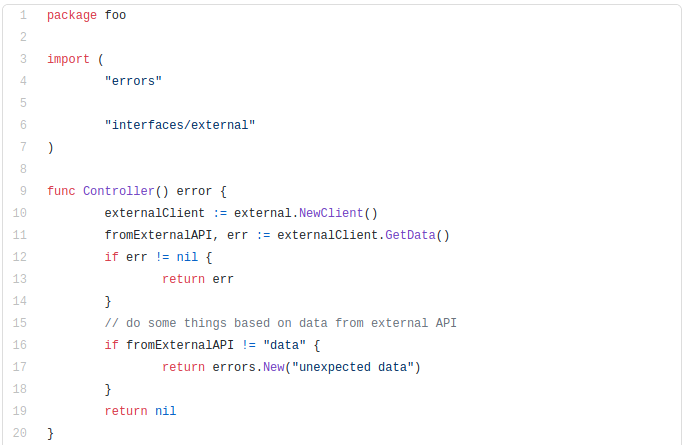 1 package foo
2
3 import (
4 "errors"
5
6 "interfaces/external"
7 )
8
9 func Controller() error {
10 externalClient := external.NewClient()
11 fromExternalAPI, err := externalClient.GetData()
12 if err != nil {
13 return err
14 }
15 // do some things based on data from external API
16 if fromExternalAPI != "data" {
17 return errors.New("unexpected data")
18 }
19 return nil
20 }